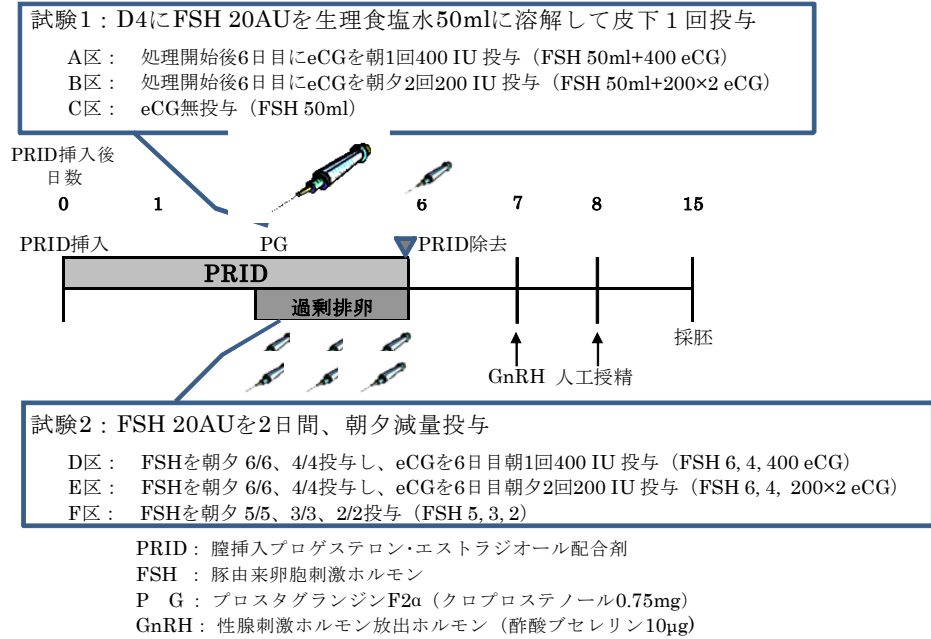 試験1：D4にFSH 20AUを生理食塩水50mlに溶解して皮下１回投与
A区： 処理開始後6日目にeCGを朝1回400 IU 投与（FSH 50ml+400 eCG）
B区： 処理開始後6日目にeCGを朝夕2回200 IU 投与（FSH 50ml+200×2 eCG）
C区： eCG無投与（FSH 50ml）
PRID挿入後
日数
0 1 6 7 8 15
PRID挿入 PG PRID除去
PRID
過剰排卵
採胚
GnRH 人工授精
試験2：FSH 20AUを2日間、朝夕減量投与
D区： FSHを朝夕 6/6、4/4投与し、eCGを6日目朝1回400 IU 投与（FSH 6, 4, 400 eCG）
E区： FSHを朝夕 6/6、4/4投与し、eCGを6日目朝夕2回200 IU 投与（FSH 6, 4, 200×2 eCG）
F区： FSHを朝夕 5/5、3/3、2/2投与（FSH 5, 3, 2）
PRID： 膣挿入プロゲステロン・エストラジオール配合剤
FSH ： 豚由来卵胞刺激ホルモン
P G： プロスタグランジンF2α（クロプロステノール0.75mg）
GnRH： 性腺刺激ホルモン放出ホルモン（酢酸ブセレリン10μg）